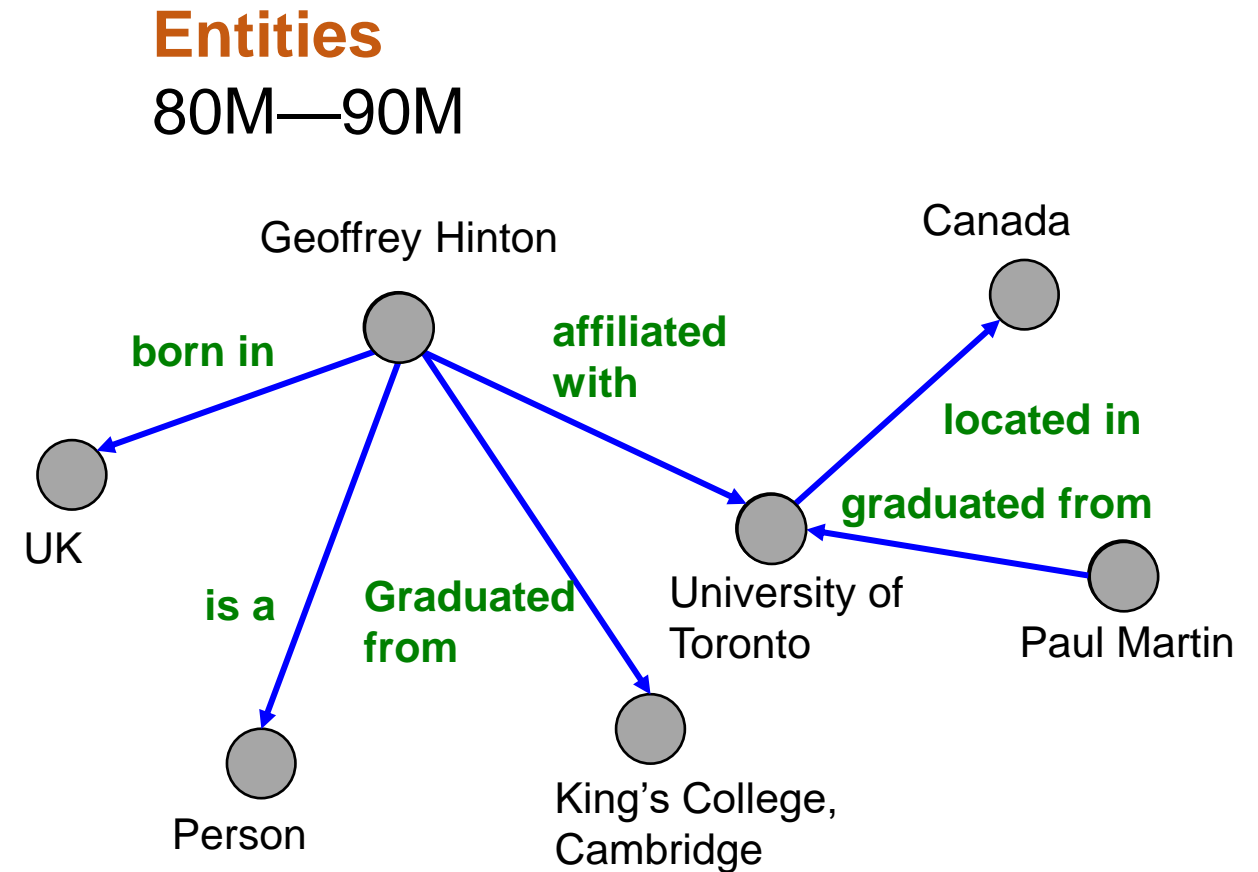 Entities
80M—90M
Geoffrey Hinton
Canada
born in
affiliated
with
located in
graduated from
UK
is a
Graduated
from
University of
Toronto
Paul Martin
Person
King’s College,
Cambridge